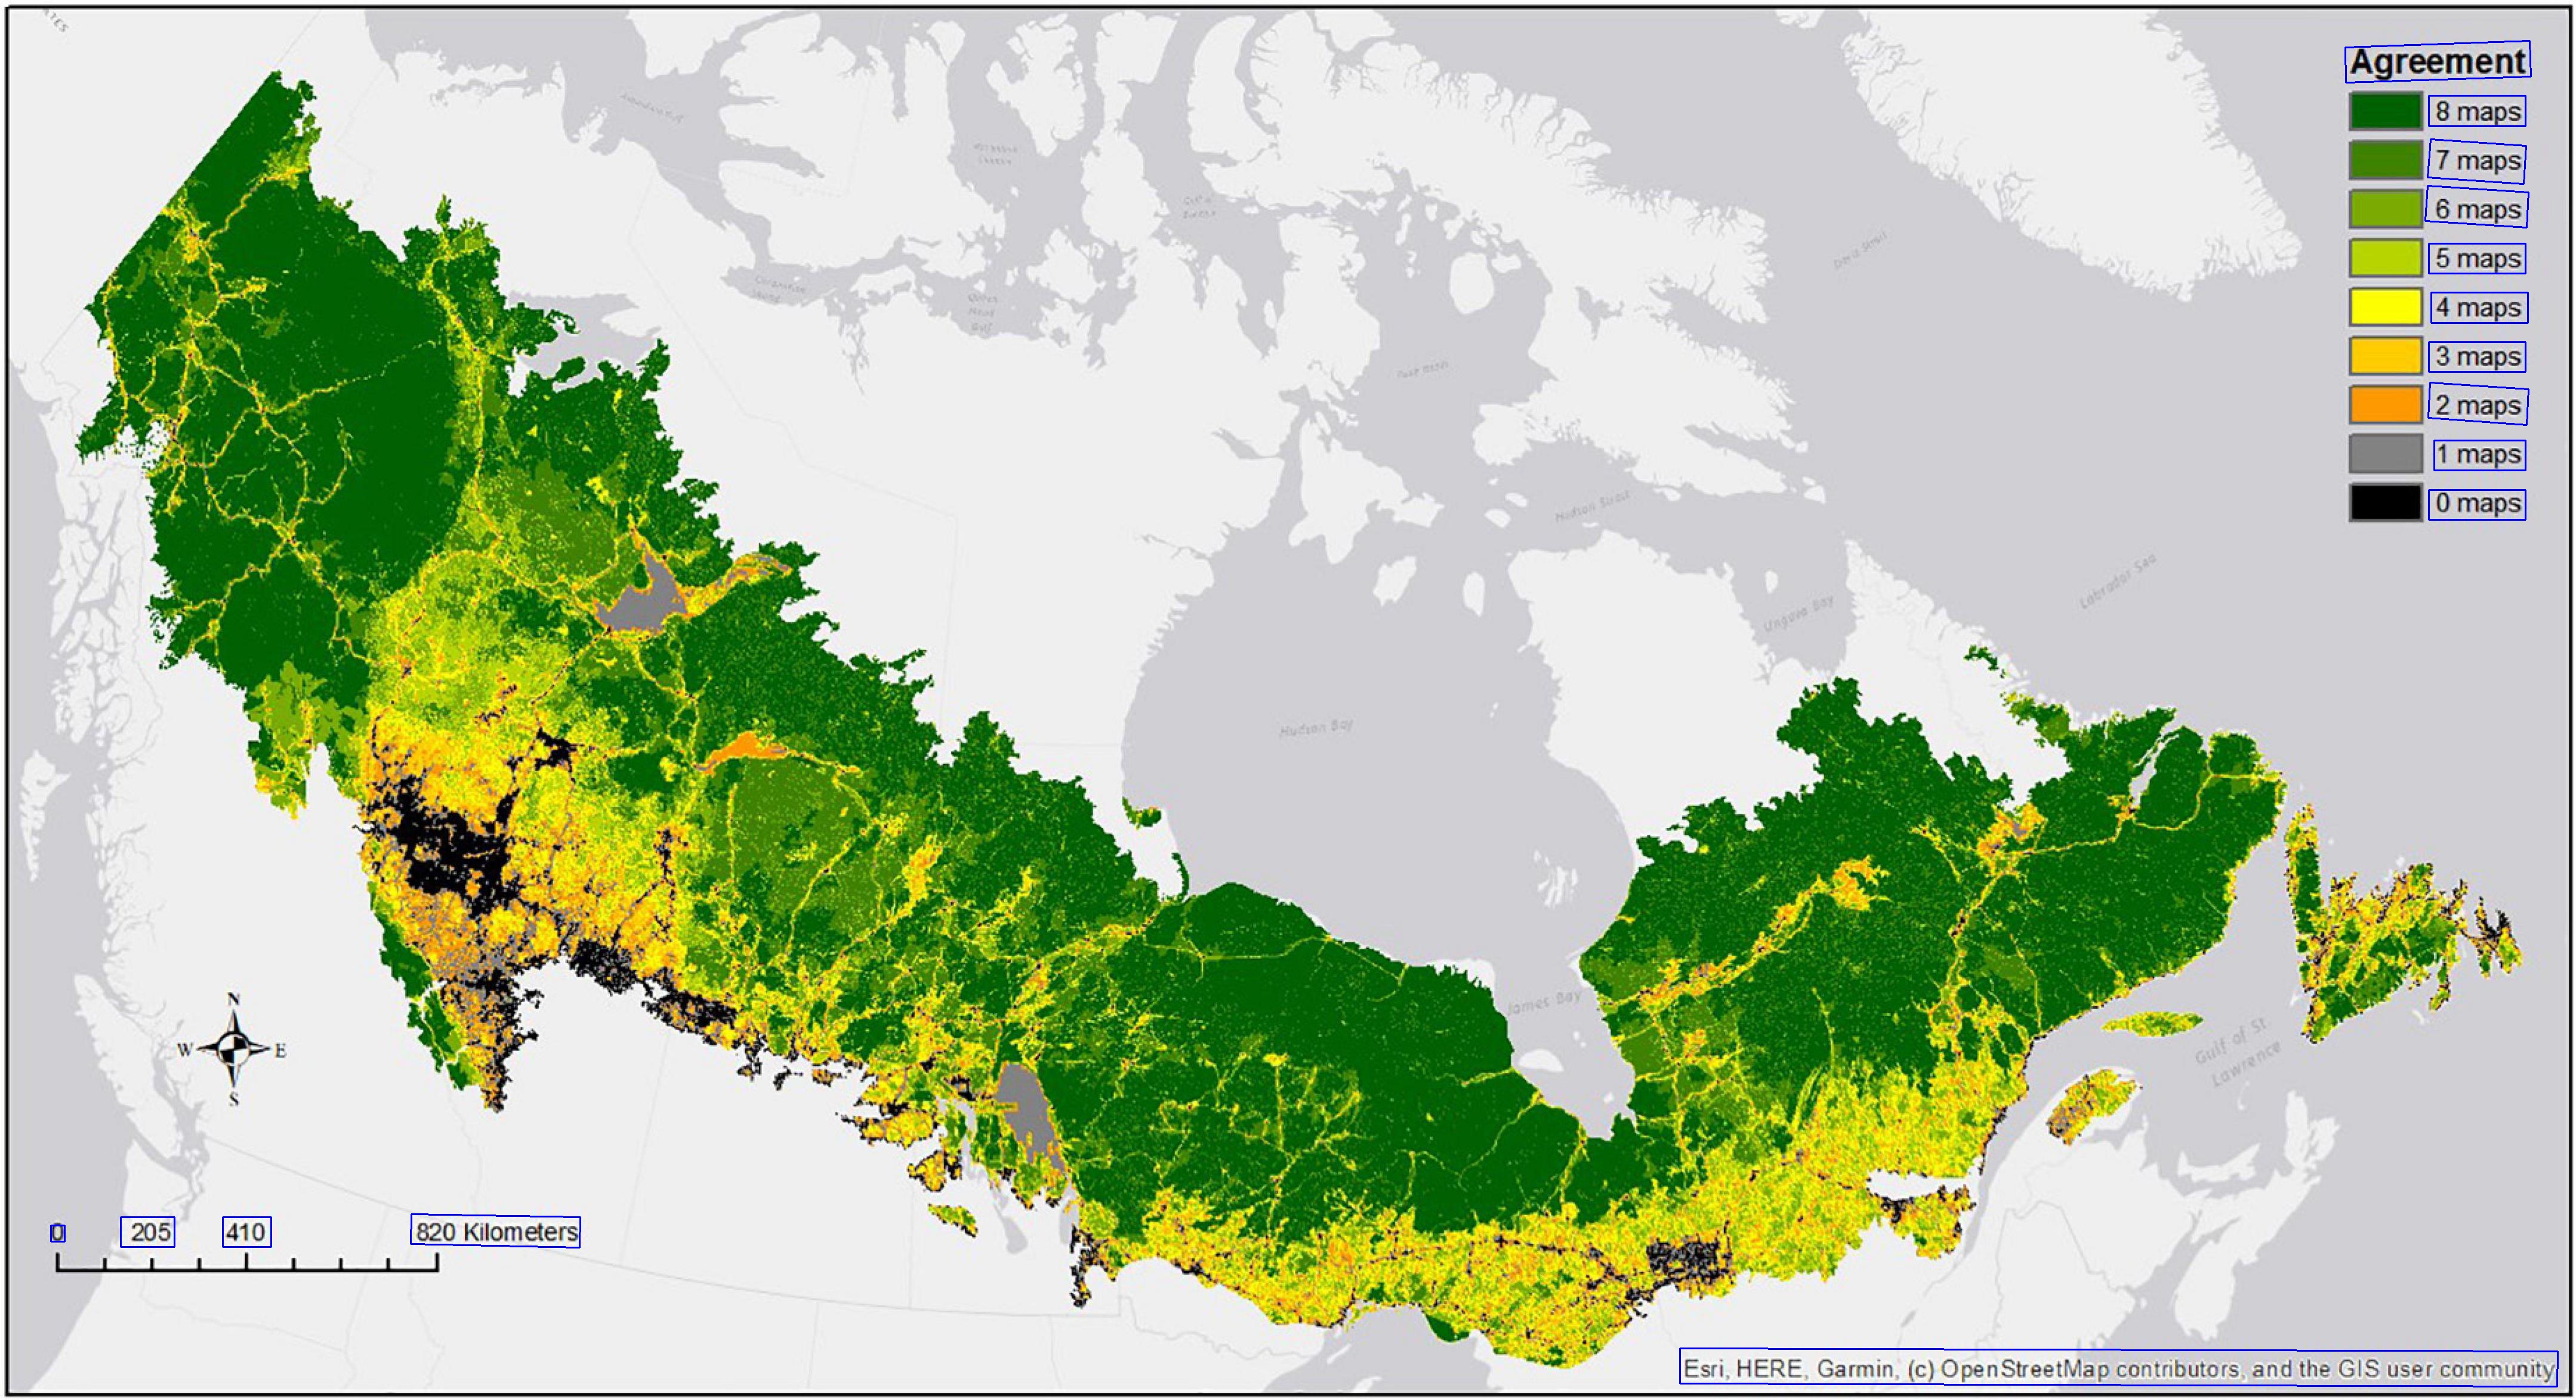 Agreement
8 maps
7 maps
6 maps
5 maps
4 maps
3 maps
2 maps
1 maps
0 maps
Davis Strait
Hudson Strait
Labrador Sea
Ungava Bay
Hudson Bay
James Bay
Gulf of St.
Lawrence
N
W E
S
0 205 410 820 Kilometers
Esri, HERE, Garmin, (c) OpenStreetMap contributors, and the GIS user community